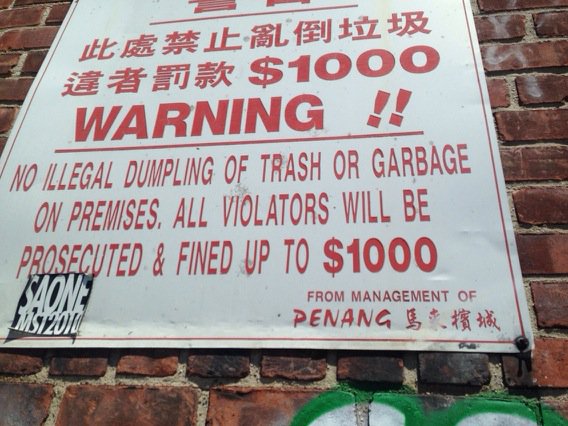 此處禁止亂倒垃圾
違者罰款 $1000
WARNING !!
NO ILLEGAL DUMPLING OF TRASH OR GARBAGE
ON PREMISES. ALL VIOLATORS WILL BE
PROSECUTED & FINED UP TO $1000
FROM MANAGEMENT OF
PENANG 馬來檳城
SAONE
MST2010